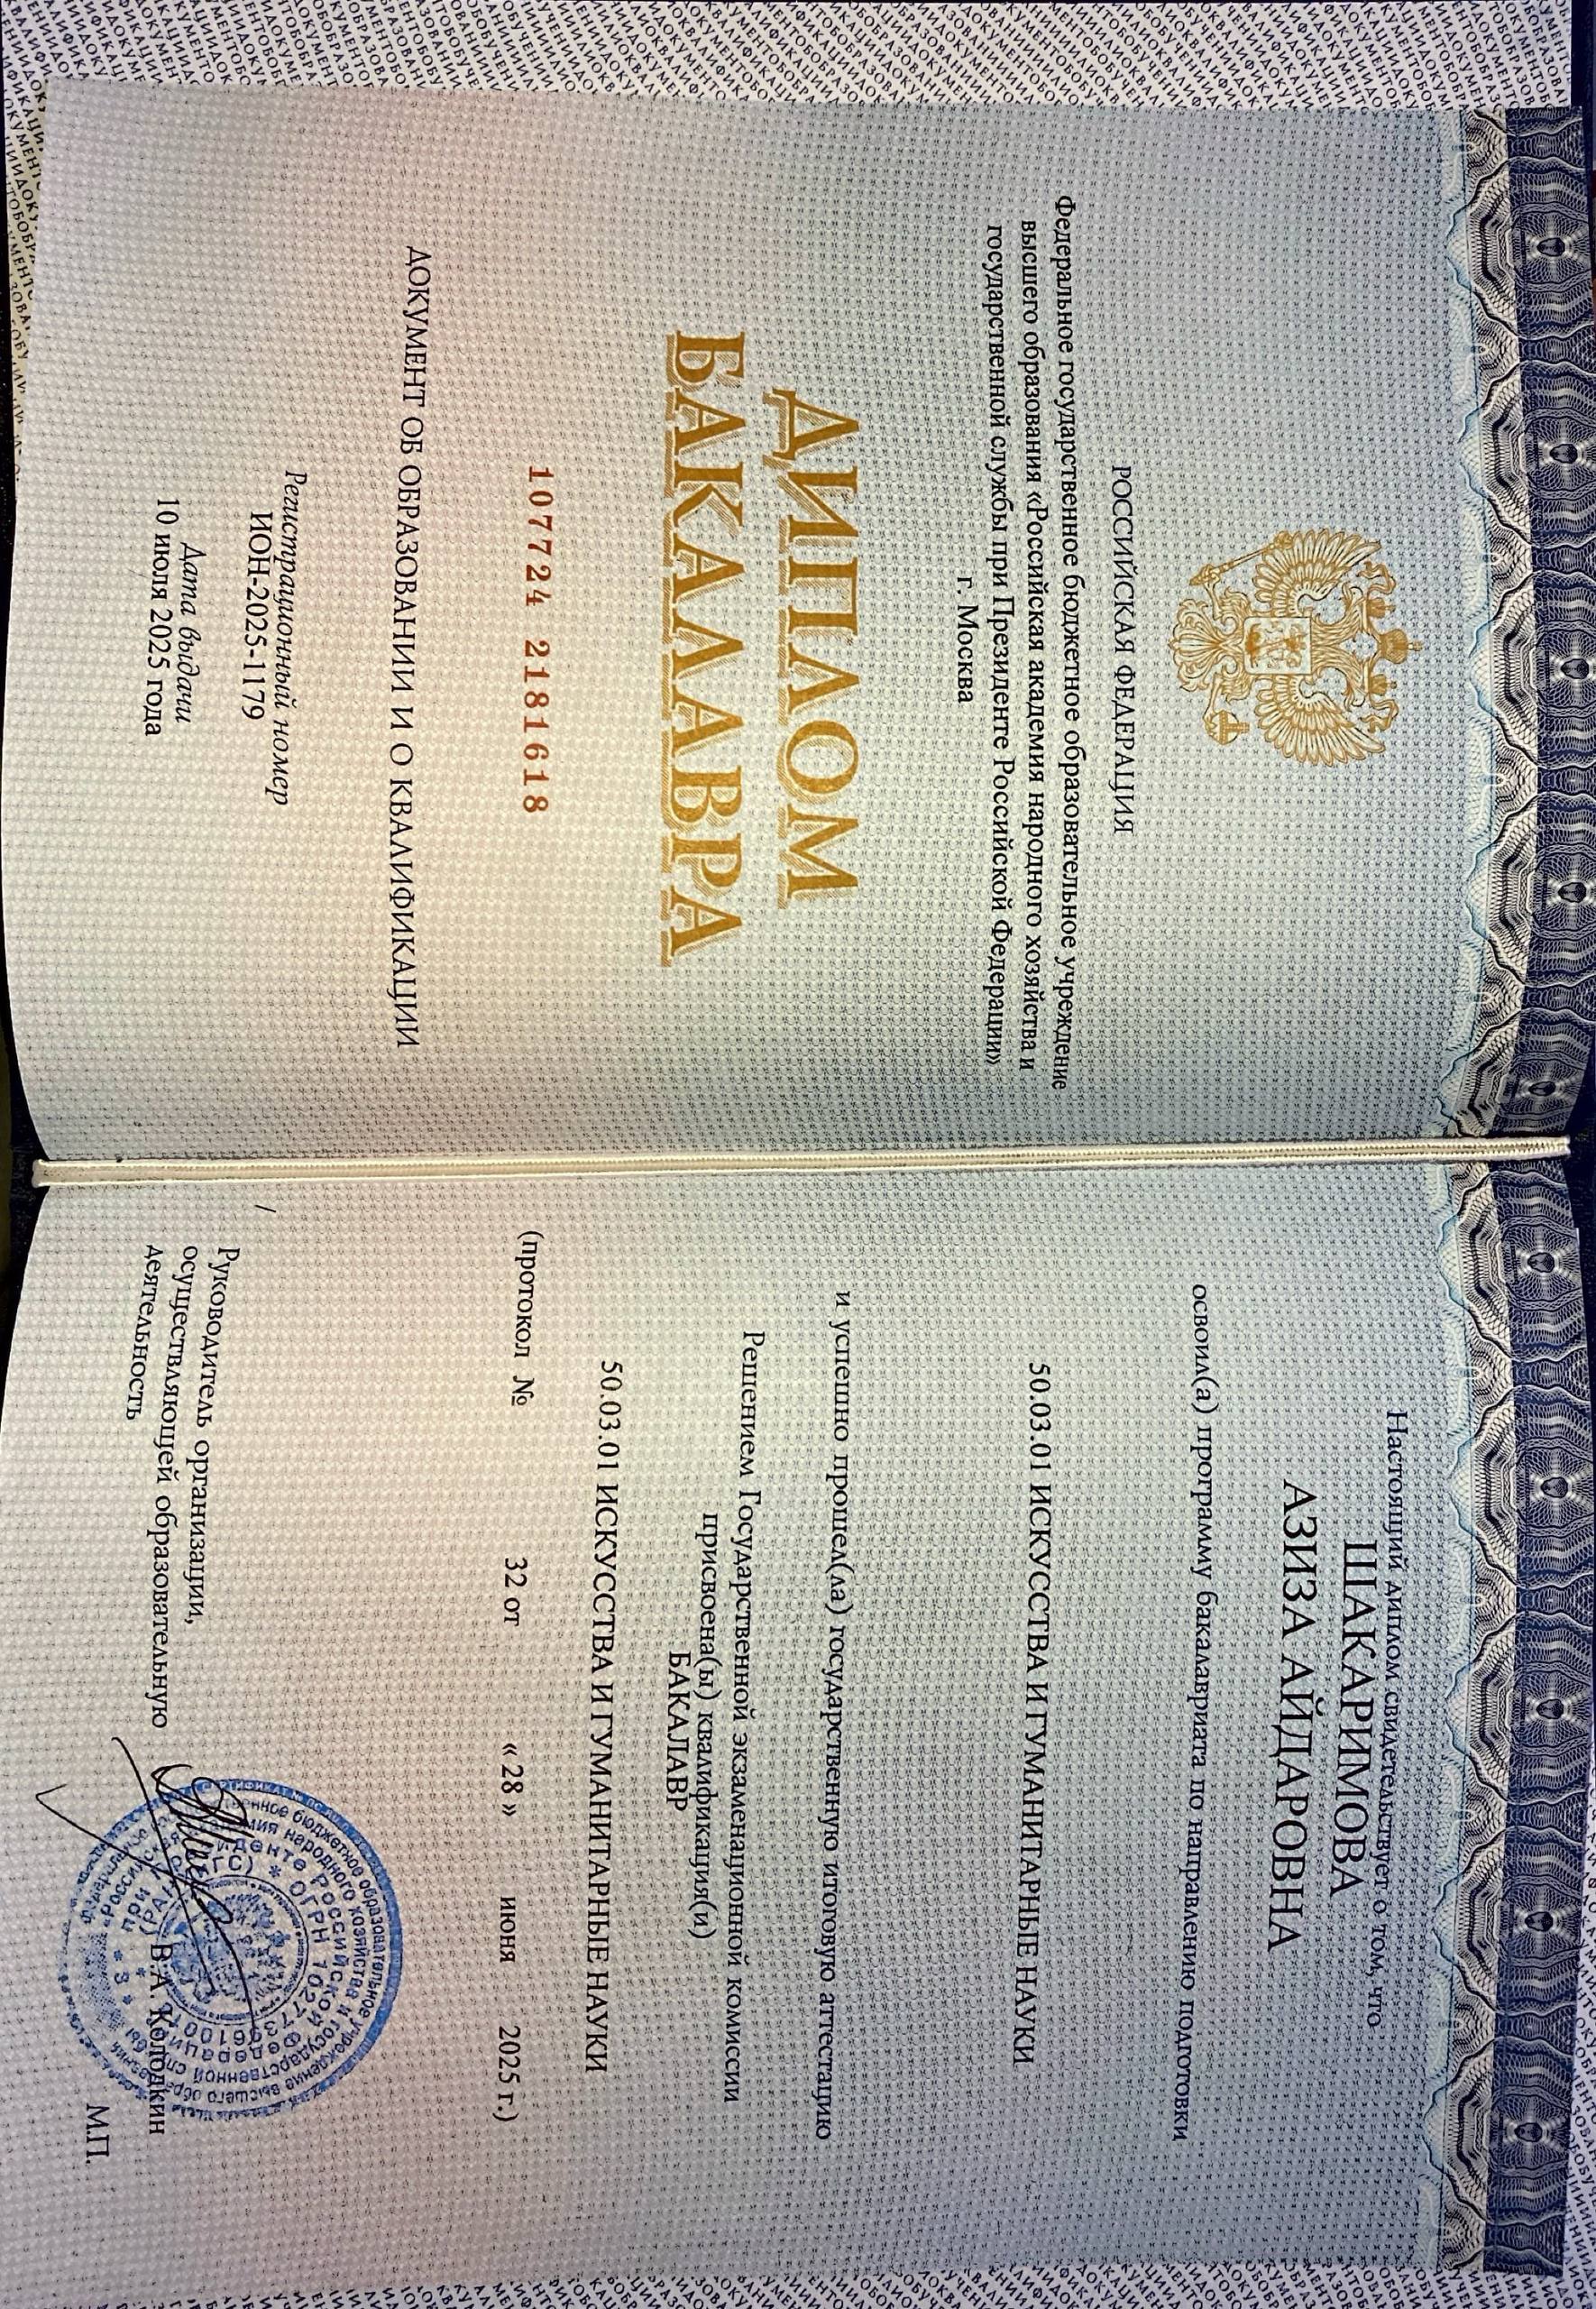 РОССИЙСКАЯ ФЕДЕРАЦИЯ
Федеральное государственное бюджетное образовательное учреждение
высшего образования «Российская академия народного хозяйства и
государственной службы при Президенте Российской Федерации»
г. Москва
ДИПЛОМ
БАКАЛАВРА
107724 2181618
ДОКУМЕНТ ОБ ОБРАЗОВАНИИ И О КВАЛИФИКАЦИИ
Регистрационный номер
ИОН-2025-1179
Дата выдачи
10 июля 2025 года
Настоящий диплом свидетельствует о том, что
ШАКАРИМОВА
АЗИЗА АЙДАРОВНА
освоил(а) программу бакалавриата по направлению подготовки
50.03.01 ИСКУССТВА И ГУМАНИТАРНЫЕ НАУКИ
и успешно прошел(ла) государственную итоговую аттестацию
Решением Государственной экзаменационной комиссии
присвоена(ы) квалификация(и)
БАКАЛАВР
50.03.01 ИСКУССТВА И ГУМАНИТАРНЫЕ НАУКИ
(протокол № 32 от « 28 » июня 2025 г.)
Руководитель организации,
осуществляющей образовательную
деятельность
В.А. Колодкин
М.П.